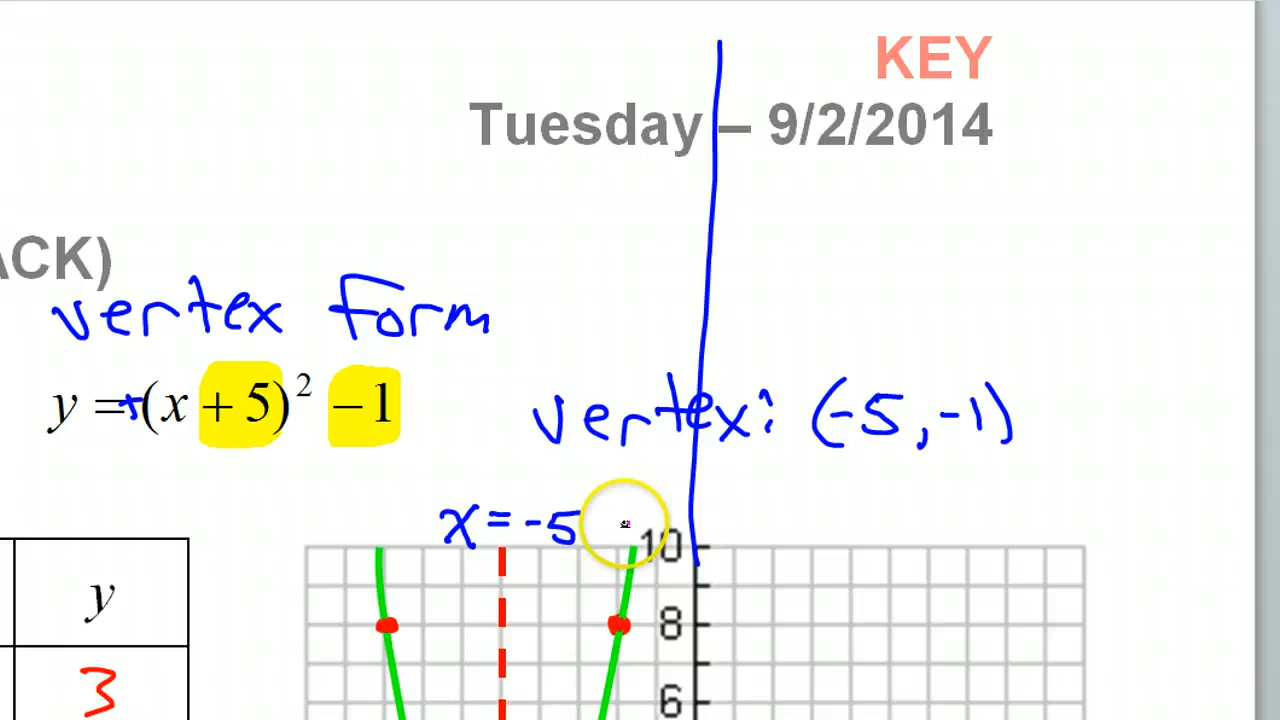 KEY
Tuesday – 9/2/2014
ACK)
vertex form
y =+(x + 5)² − 1
vertex: (-5, -1)
x = -5
10
y
8
3
6